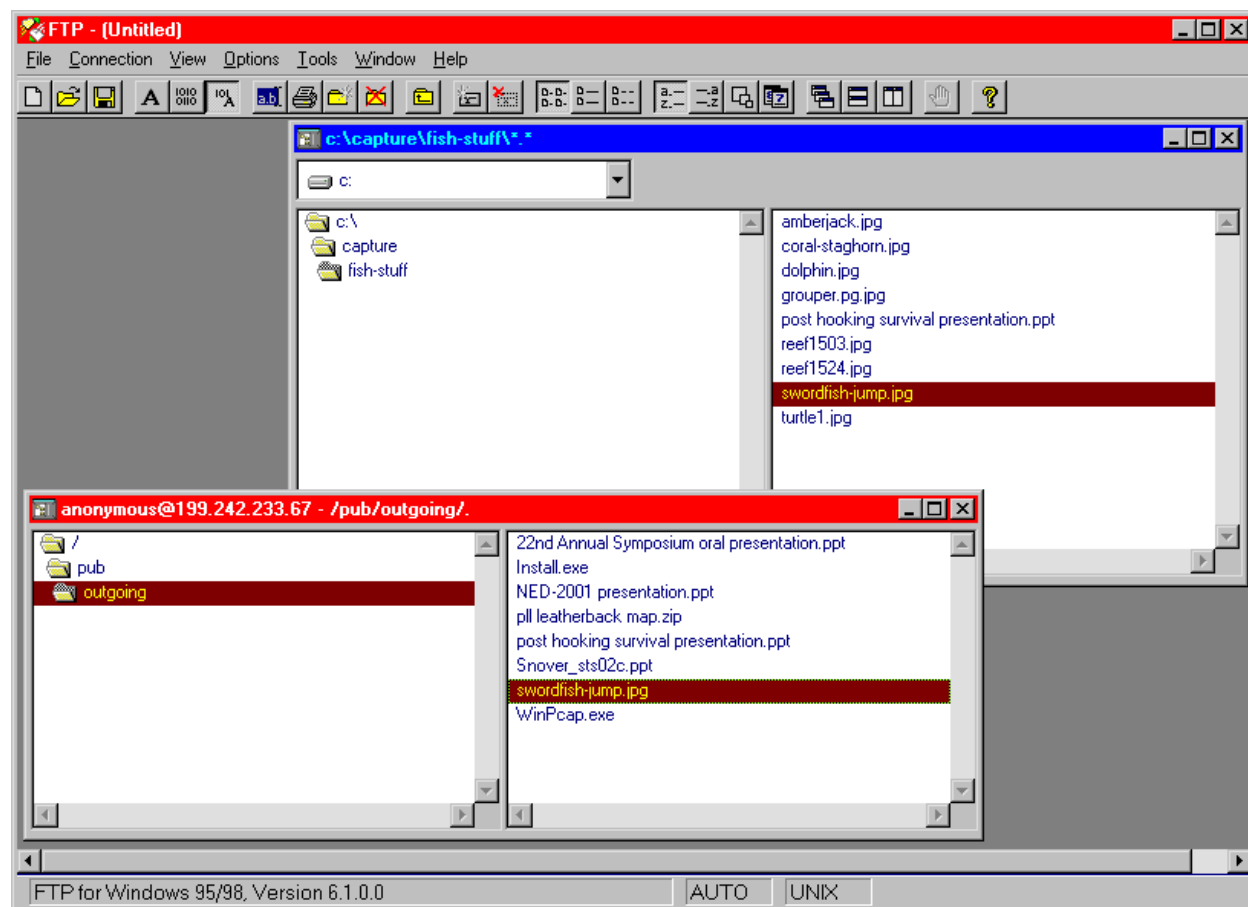 FTP - (Untitled)
File Connection View Options Tools Window Help
c:\capture\fish-stuff\*.*
c:
c:\
capture
fish-stuff
amberjack.jpg
coral-staghorn.jpg
dolphin.jpg
grouper.pg.jpg
post hooking survival presentation.ppt
reef1503.jpg
reef1524.jpg
swordfish-jump.jpg
turtle1.jpg
anonymous@199.242.233.67 - /pub/outgoing/.
/
pub
outgoing
22nd Annual Symposium oral presentation.ppt
Install.exe
NED-2001 presentation.ppt
pll leatherback map.zip
post hooking survival presentation.ppt
Snover_sts02c.ppt
swordfish-jump.jpg
WinPcap.exe
FTP for Windows 95/98, Version 6.1.0.0 AUTO UNIX